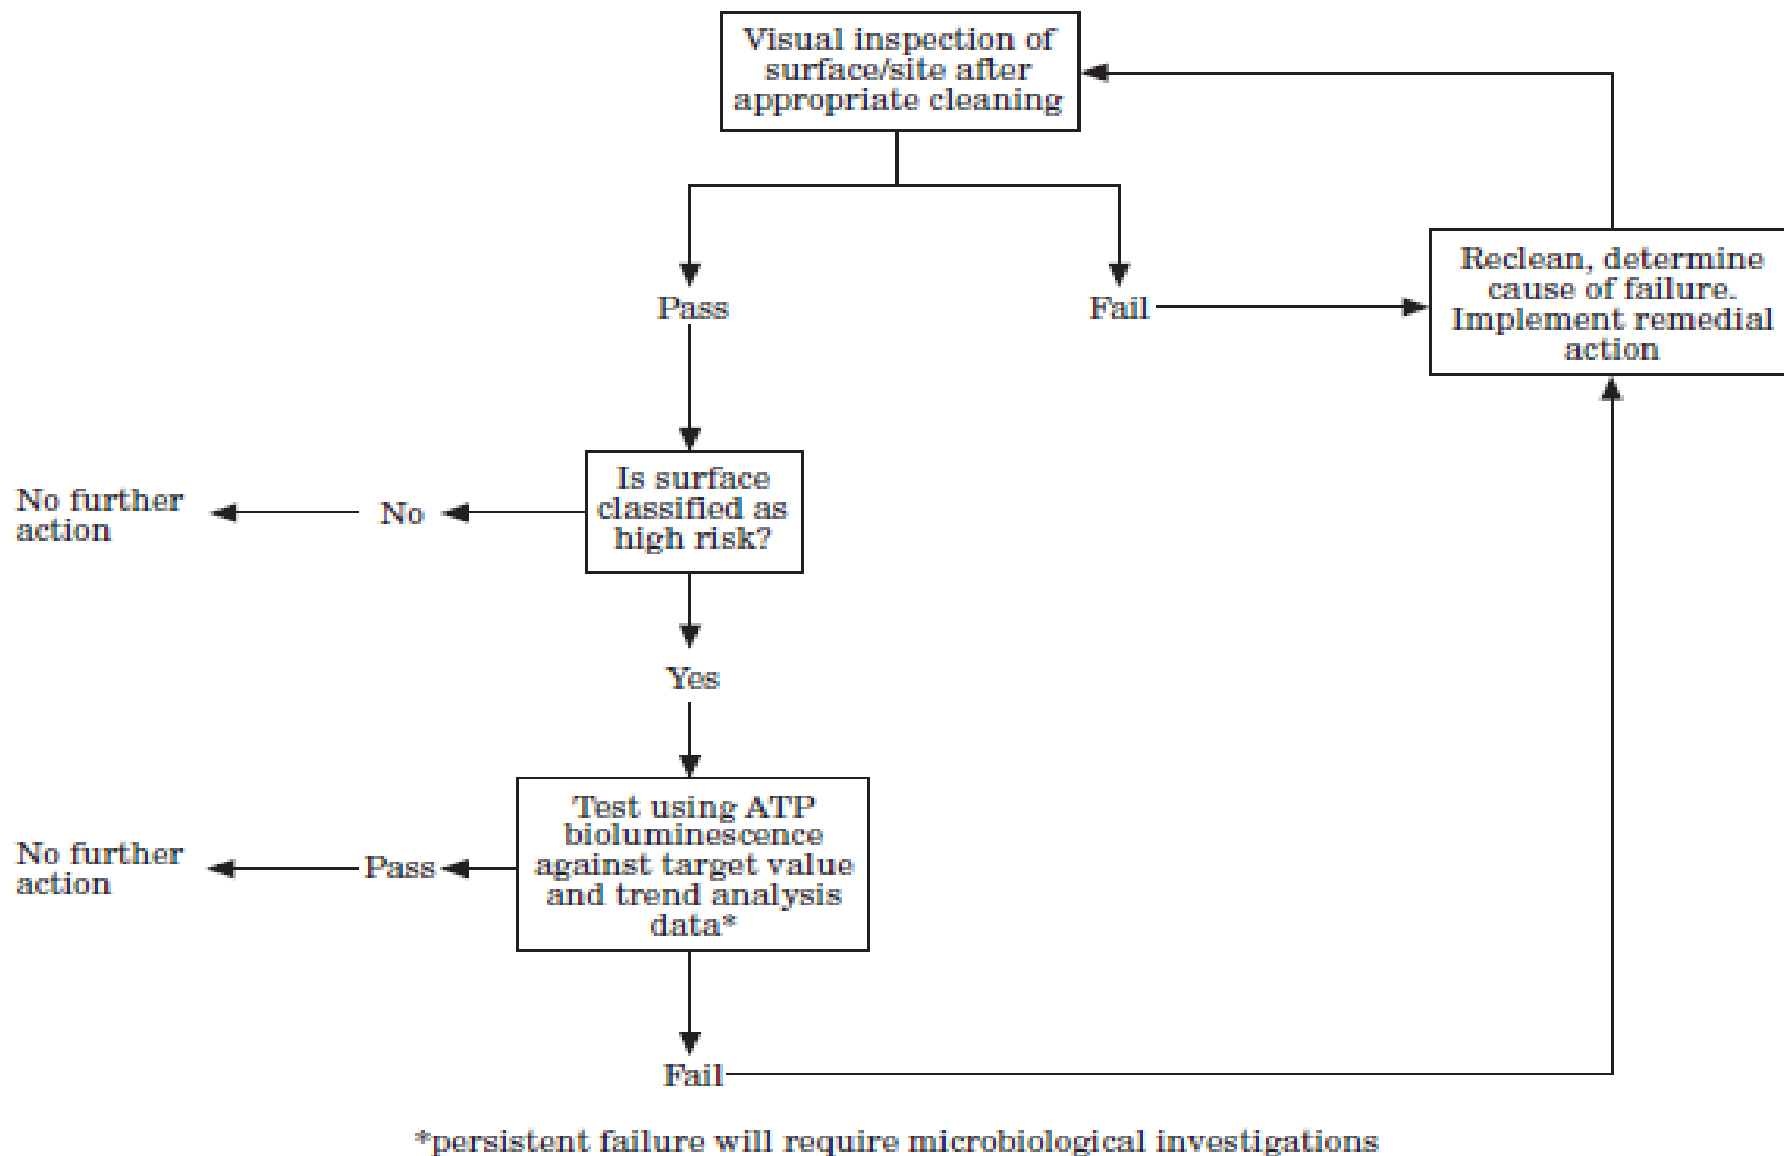 Visual inspection of
surface/site after
appropriate cleaning
Pass
Fail
Reclean, determine
cause of failure.
Implement remedial
action
Is surface
classified as
high risk?
No
No further
action
Yes
Test using ATP
bioluminescence
against target value
and trend analysis
data*
Pass
No further
action
Fail
*persistent failure will require microbiological investigations